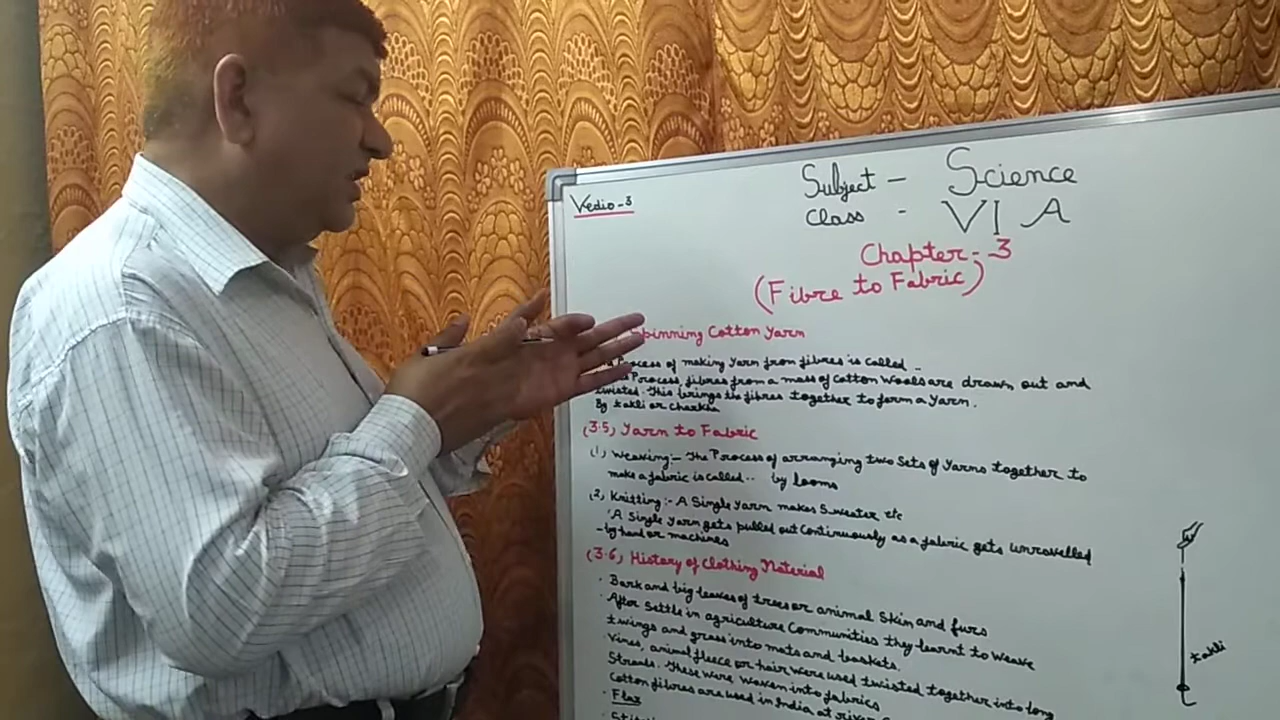 Vedio-3
Subject - Science
Class - VI A
Chapter-3
(Fibre to Fabric)
Spinning Cotton Yarn
Process of making yarn from fibres is called -
Process, fibres from a mass of Cotton Wools are drawn out and
twisted. This brings the fibres together to form a yarn.
By takli or charkha
(3.5) Yarn to Fabric
(1) Weaving:- The Process of arranging two Sets of Yarns together to
make a fabric is called.. by looms
(2) Knitting:- A Single yarn makes Sweater etc
'A Single yarn gets pulled out Continuously as a fabric gets unravelled
- by hand or machines
(3.6) History of Clothing Material
· Bark and big leaves of trees or animal Skin and furs
· After Settle in agriculture Communities they learnt to weave
twings and grass into mats and baskets.
· Vines, animal fleece or hair were used twisted together into long
Strands. These were woven into fabrics
Cotton fibres are used in India at river
· Flax
takli